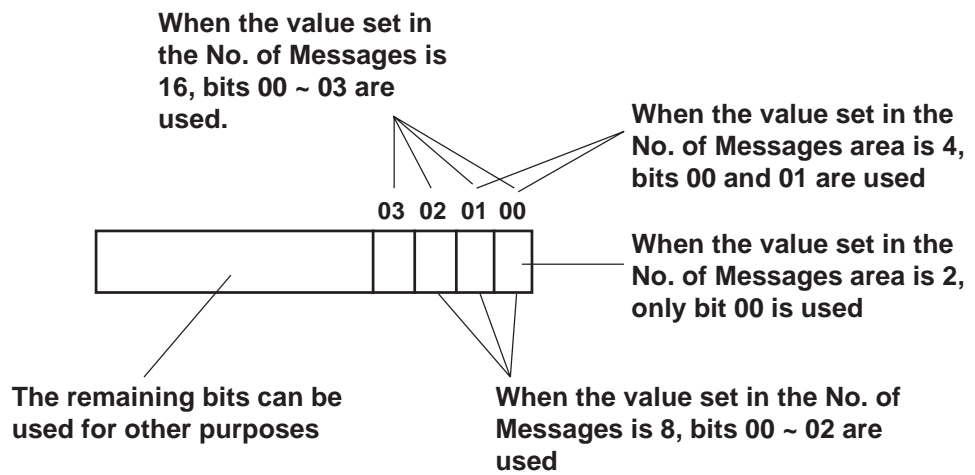 When the value set in
the No. of Messages is
16, bits 00 ~ 03 are
used.
When the value set in the
No. of Messages area is 4,
bits 00 and 01 are used
03 02 01 00
When the value set in the
No. of Messages area is 2,
only bit 00 is used
The remaining bits can be
used for other purposes
When the value set in the No. of
Messages is 8, bits 00 ~ 02 are
used